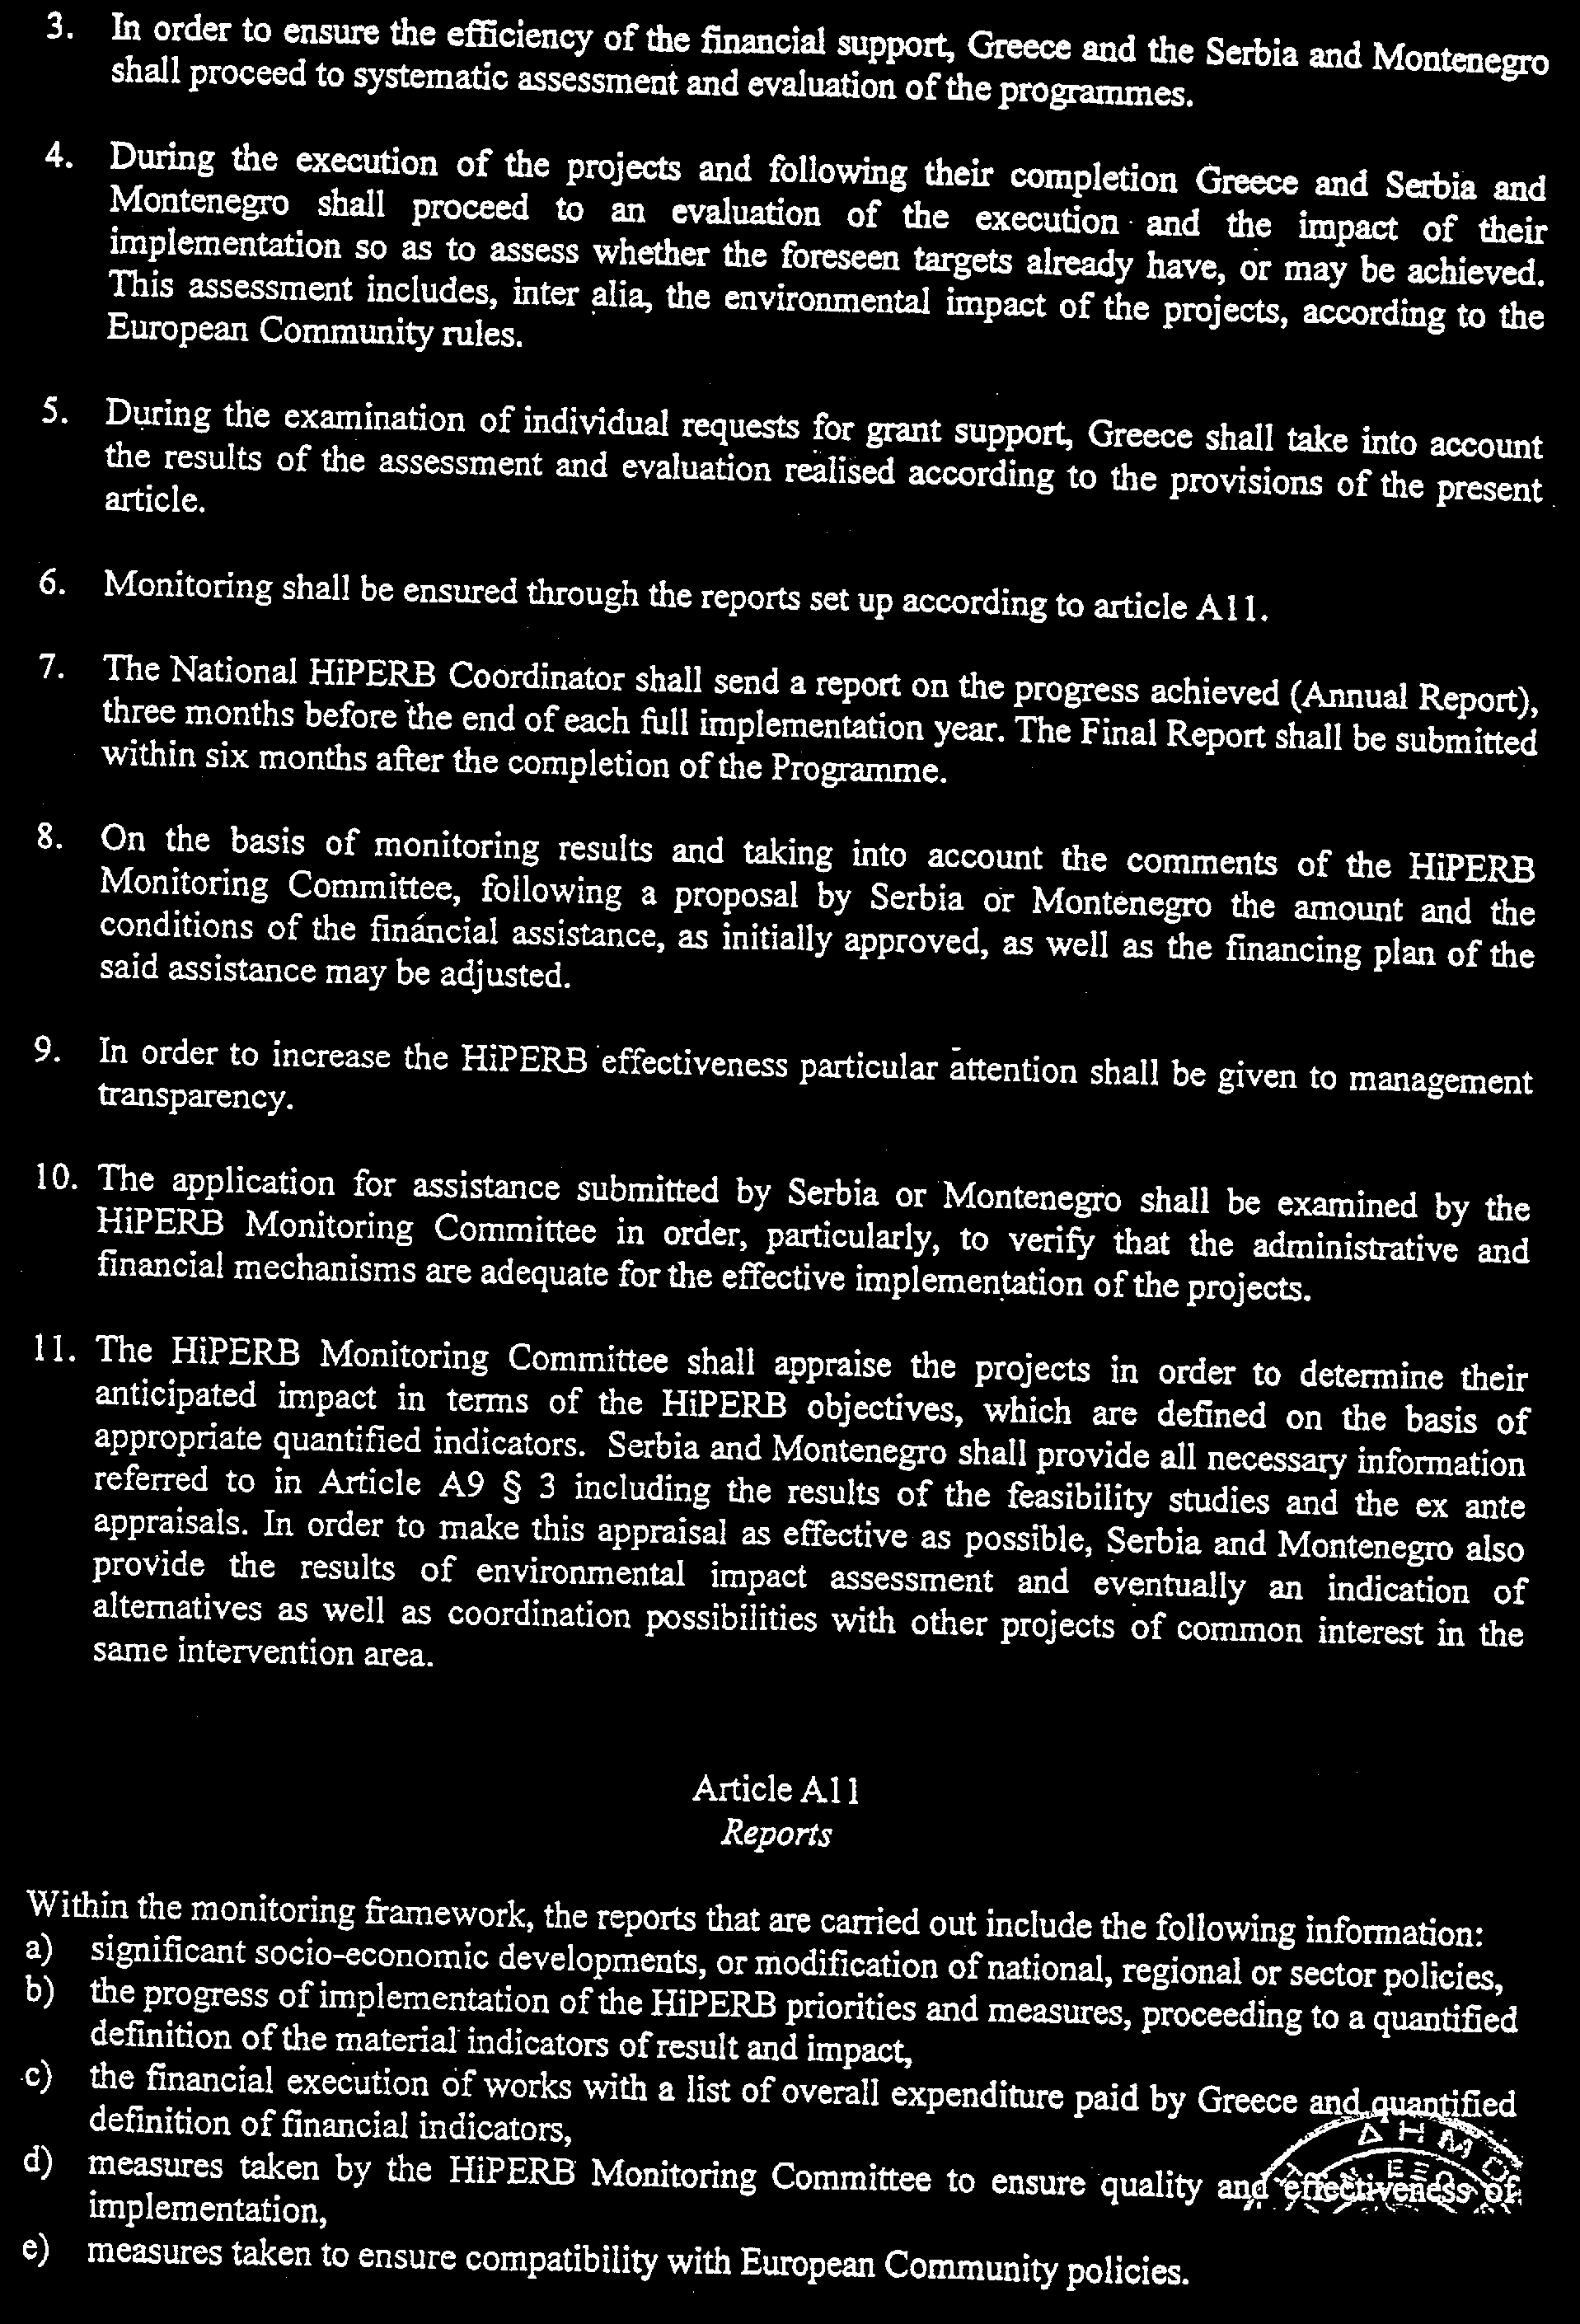 3. In order to ensure the efficiency of the financial support, Greece and the Serbia and Montenegro
shall proceed to systematic assessment and evaluation of the programmes.
4. During the execution of the projects and following their completion Greece and Serbia and
Montenegro shall proceed to an evaluation of the execution and the impact of their
implementation so as to assess whether the foreseen targets already have, or may be achieved.
This assessment includes, inter alia, the environmental impact of the projects, according to the
European Community rules.
5. During the examination of individual requests for grant support, Greece shall take into account
the results of the assessment and evaluation realised according to the provisions of the present
article.
6. Monitoring shall be ensured through the reports set up according to article A11.
7. The National HiPERB Coordinator shall send a report on the progress achieved (Annual Report),
three months before the end of each full implementation year. The Final Report shall be submitted
within six months after the completion of the Programme.
8. On the basis of monitoring results and taking into account the comments of the HiPERB
Monitoring Committee, following a proposal by Serbia or Montenegro the amount and the
conditions of the financial assistance, as initially approved, as well as the financing plan of the
said assistance may be adjusted.
9. In order to increase the HiPERB effectiveness particular attention shall be given to management
transparency.
10. The application for assistance submitted by Serbia or Montenegro shall be examined by the
HiPERB Monitoring Committee in order, particularly, to verify that the administrative and
financial mechanisms are adequate for the effective implementation of the projects.
11. The HiPERB Monitoring Committee shall appraise the projects in order to determine their
anticipated impact in terms of the HiPERB objectives, which are defined on the basis of
appropriate quantified indicators. Serbia and Montenegro shall provide all necessary information
referred to in Article A9 § 3 including the results of the feasibility studies and the ex ante
appraisals. In order to make this appraisal as effective as possible, Serbia and Montenegro also
provide the results of environmental impact assessment and eventually an indication of
alternatives as well as coordination possibilities with other projects of common interest in the
same intervention area.
Article A11
Reports
Within the monitoring framework, the reports that are carried out include the following information:
a) significant socio-economic developments, or modification of national, regional or sector policies,
b) the progress of implementation of the HiPERB priorities and measures, proceeding to a quantified
definition of the material indicators of result and impact,
c) the financial execution of works with a list of overall expenditure paid by Greece and quantified
definition of financial indicators,
d) measures taken by the HiPERB Monitoring Committee to ensure quality and effectiveness of
implementation,
e) measures taken to ensure compatibility with European Community policies.